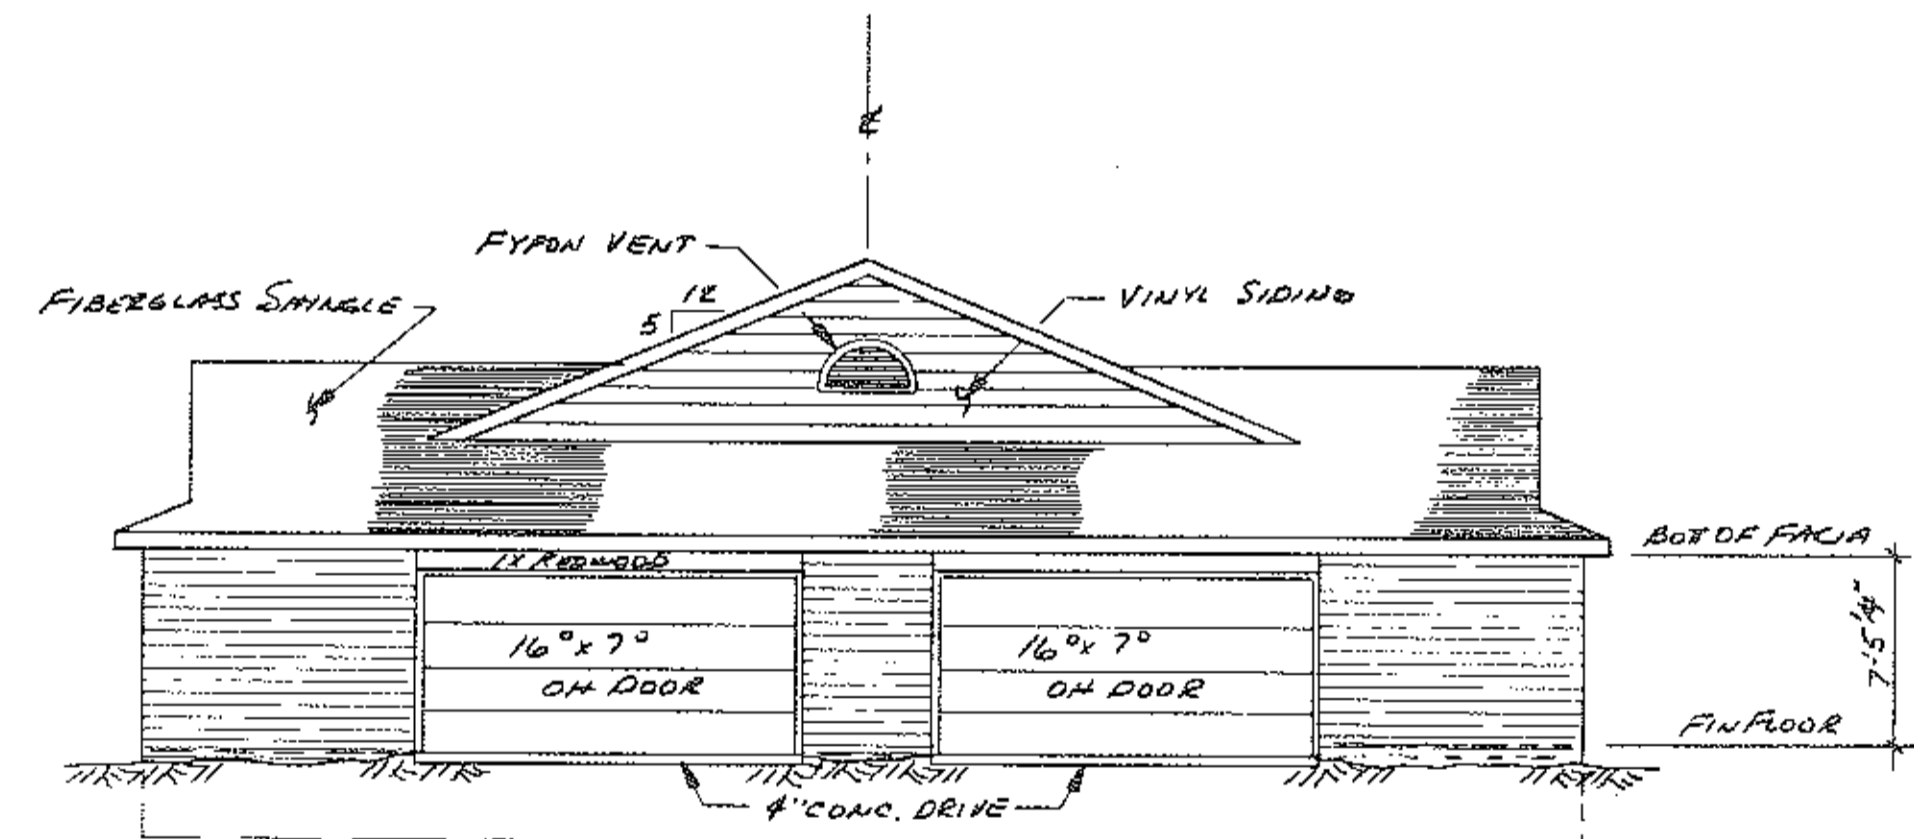 PL
FYPON VENT
FIBERGLASS SHINGLE
12
5
VINYL SIDING
BOT OF FACIA
1X REDWOOD
16° x 7°
OH DOOR
16° x 7°
OH DOOR
7'-5 1/4"
FIN FLOOR
4" CONC. DRIVE